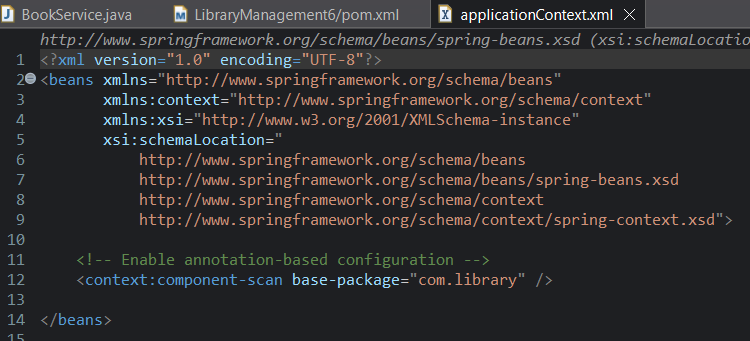 BookService.java LibraryManagement6/pom.xml applicationContext.xml
http://www.springframework.org/schema/beans/spring-beans.xsd (xsi:schemaLocatio
1 <?xml version="1.0" encoding="UTF-8"?>
2 <beans xmlns="http://www.springframework.org/schema/beans"
3 xmlns:context="http://www.springframework.org/schema/context"
4 xmlns:xsi="http://www.w3.org/2001/XMLSchema-instance"
5 xsi:schemaLocation="
6 http://www.springframework.org/schema/beans
7 http://www.springframework.org/schema/beans/spring-beans.xsd
8 http://www.springframework.org/schema/context
9 http://www.springframework.org/schema/context/spring-context.xsd">
10
11 <!-- Enable annotation-based configuration -->
12 <context:component-scan base-package="com.library" />
13
14 </beans>
15